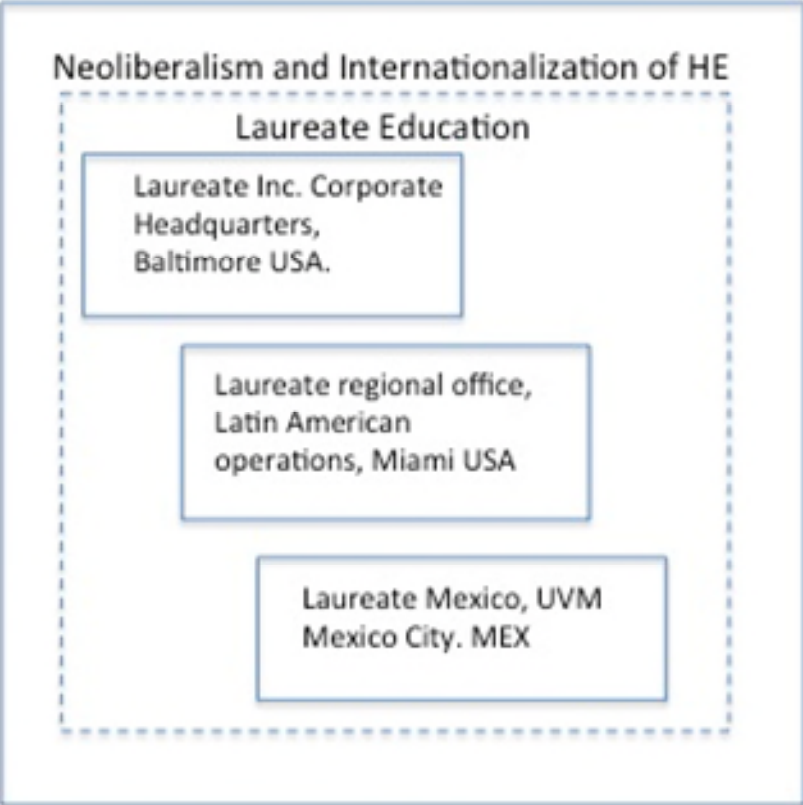 Neoliberalism and Internationalization of HE
Laureate Education
Laureate Inc. Corporate
Headquarters,
Baltimore USA.
Laureate regional office,
Latin American
operations, Miami USA
Laureate Mexico, UVM
Mexico City. MEX